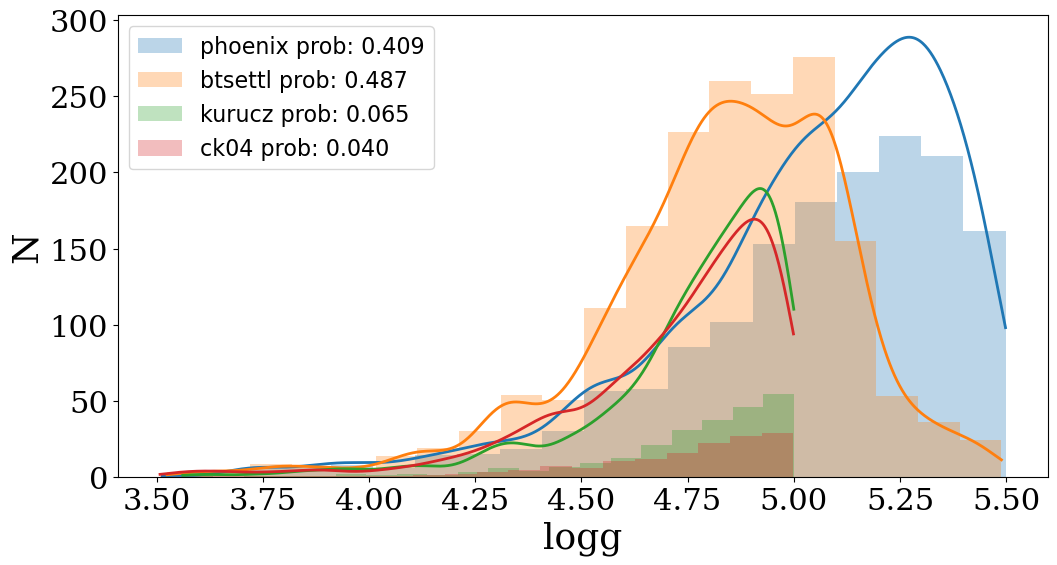 300
250
200
150
100
50
0
N
phoenix prob: 0.409
btsettl prob: 0.487
kurucz prob: 0.065
ck04 prob: 0.040
3.50 3.75 4.00 4.25 4.50 4.75 5.00 5.25 5.50
logg